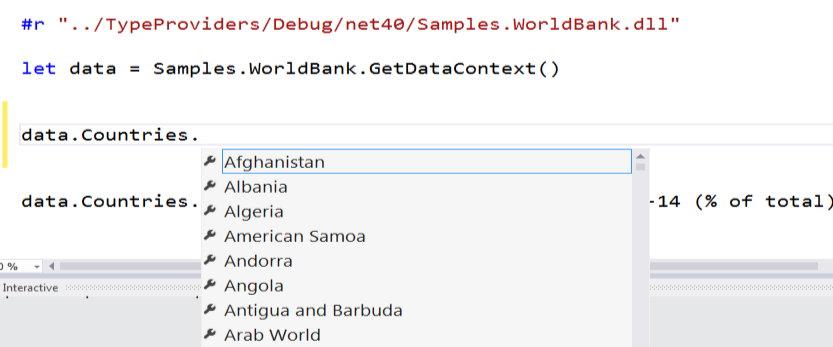 #r "../TypeProviders/Debug/net40/Samples.WorldBank.dll"
let data = Samples.WorldBank.GetDataContext()
data.Countries.
Afghanistan
Albania
data.Countries. -14 (% of total)
Algeria
American Samoa
Andorra
%
Angola
Interactive
Antigua and Barbuda
Arab World